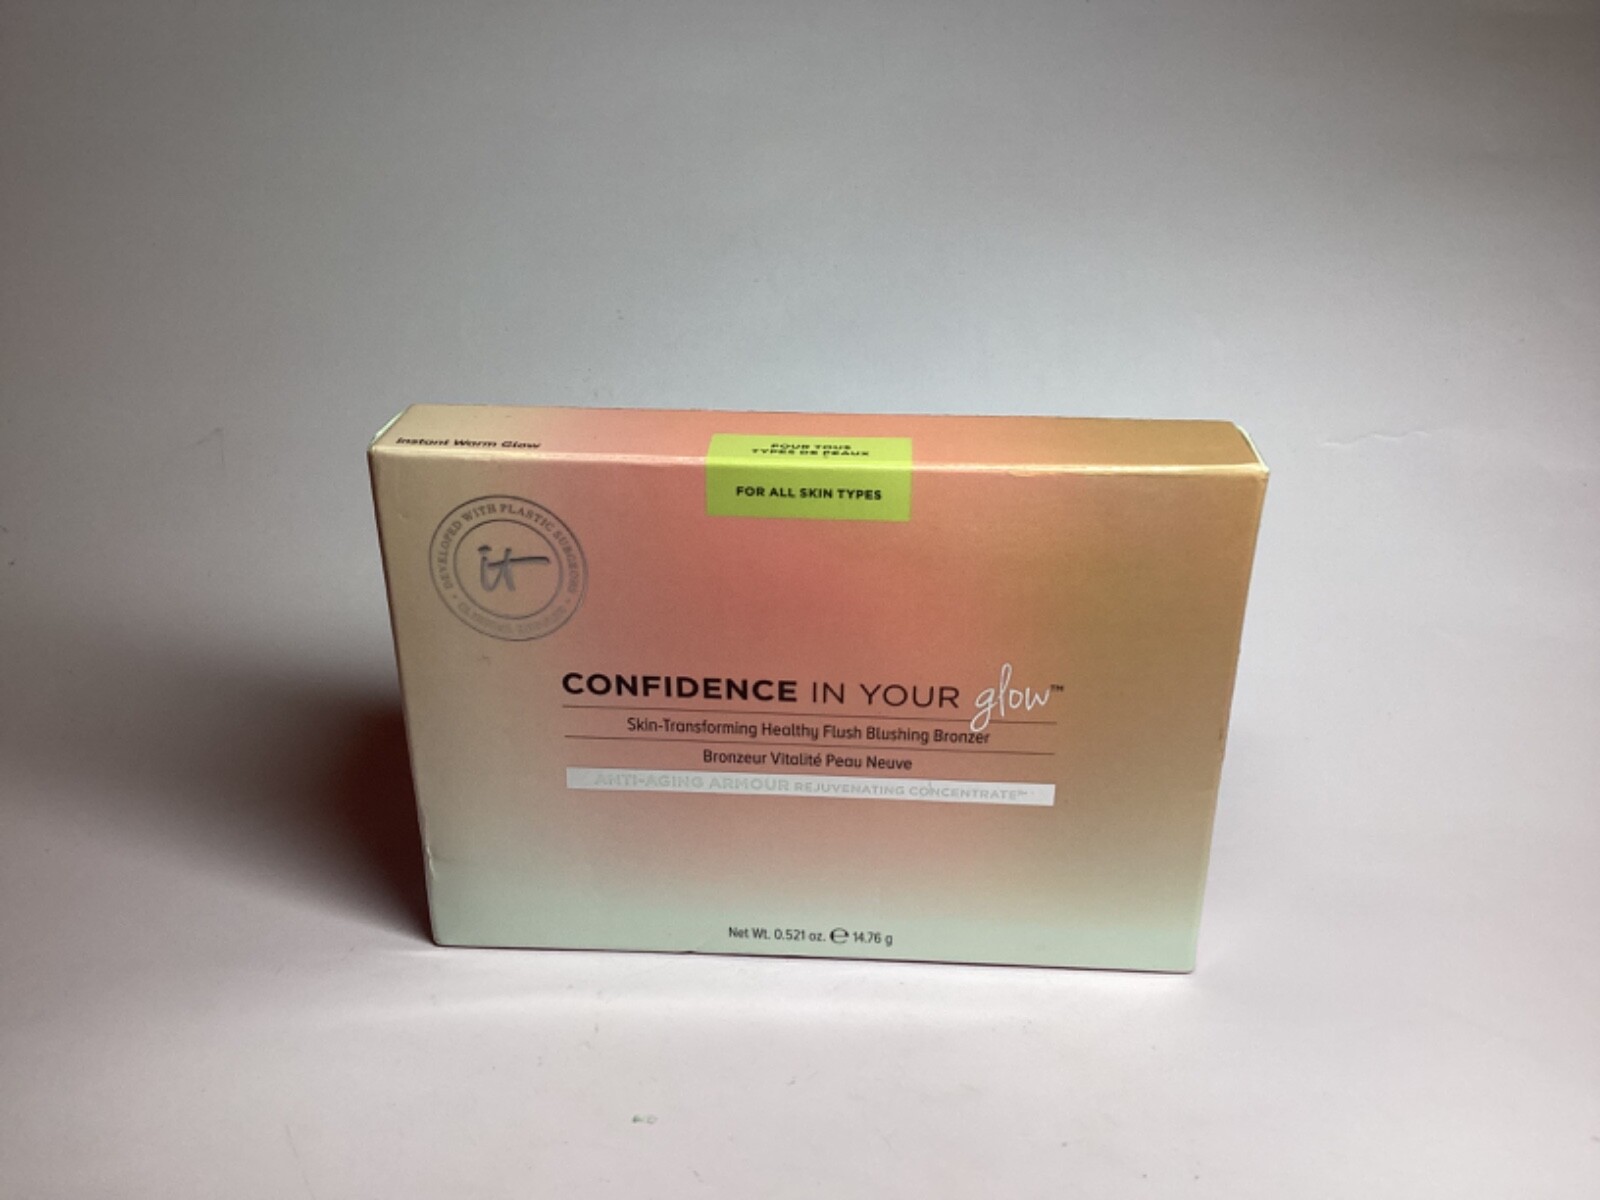 Instant Warm Glow
POUR TOUS
TYPES DE PEAUX
FOR ALL SKIN TYPES
DEVELOPED WITH PLASTIC SURGEONS
it
CONFIDENCE IN YOUR glow™
Skin-Transforming Healthy Flush Blushing Bronzer
Bronzeur Vitalité Peau Neuve
ANTI-AGING ARMOUR REJUVENATING CONCENTRATE™
Net Wt. 0.521 oz. ℮ 14.76 g